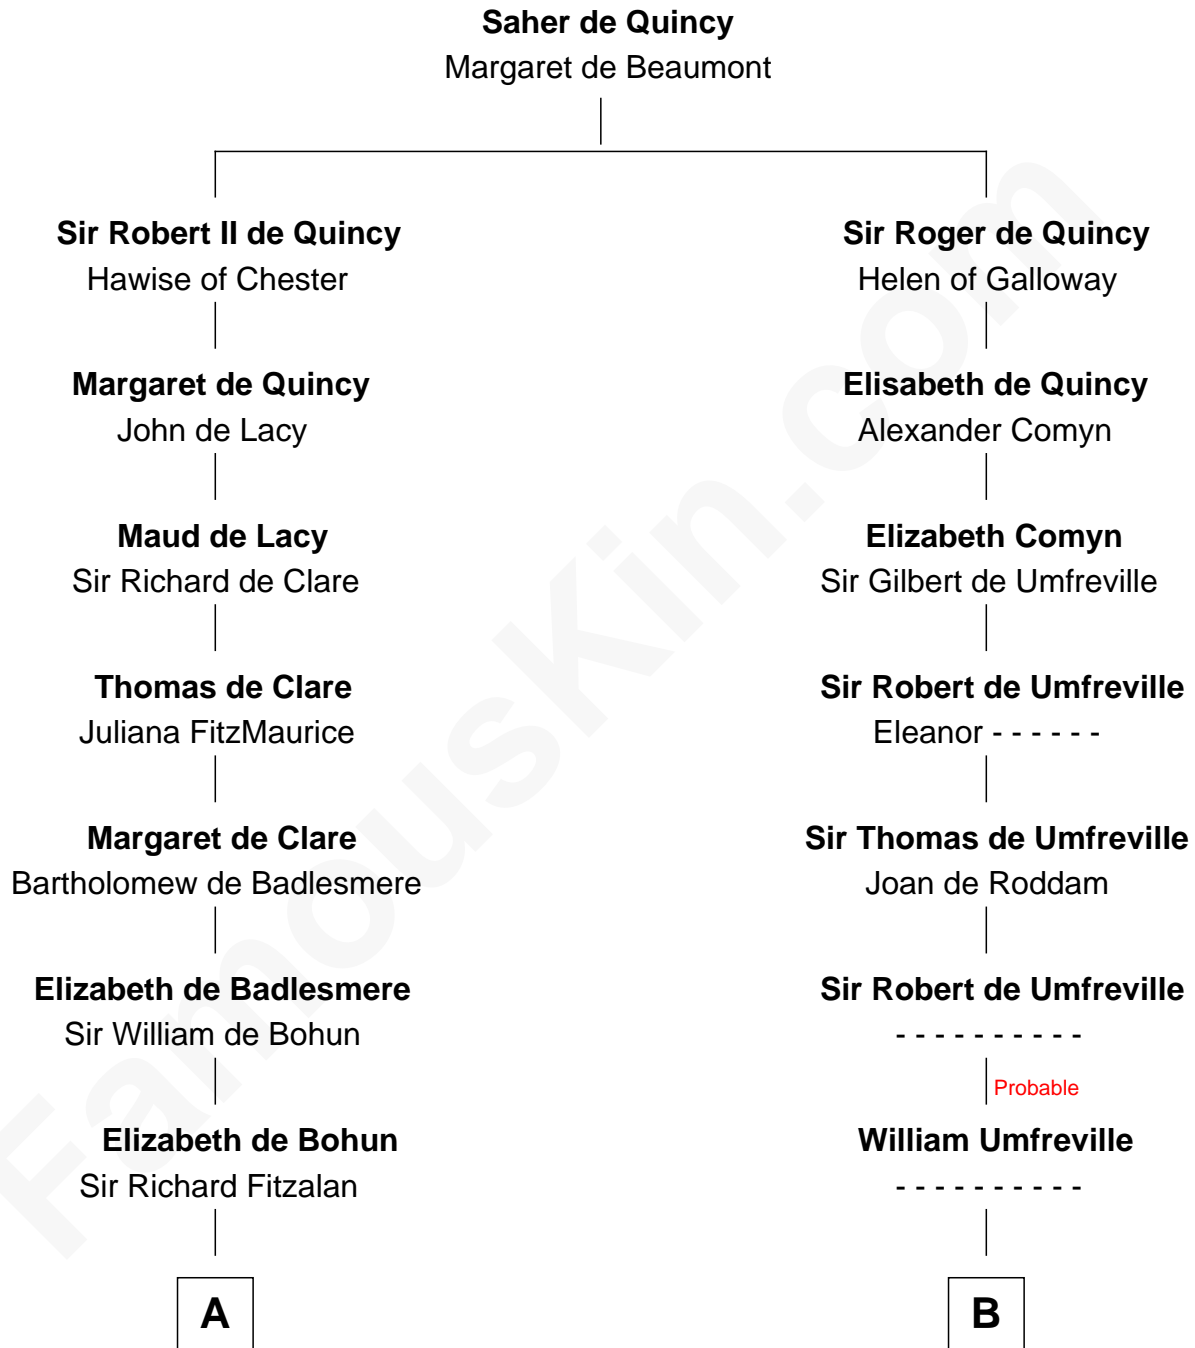 Saher de Quincy
Margaret de Beaumont
Sir Robert II de Quincy
Hawise of Chester
Sir Roger de Quincy
Helen of Galloway
Margaret de Quincy
John de Lacy
Elisabeth de Quincy
Alexander Comyn
Maud de Lacy
Sir Richard de Clare
Elizabeth Comyn
Sir Gilbert de Umfreville
Thomas de Clare
Juliana FitzMaurice
Sir Robert de Umfreville
Eleanor - - - - - -
Margaret de Clare
Bartholomew de Badlesmere
Sir Thomas de Umfreville
Joan de Roddam
Elizabeth de Badlesmere
Sir William de Bohun
Sir Robert de Umfreville
- - - - - - - - - -
Probable
Elizabeth de Bohun
Sir Richard Fitzalan
William Umfreville
- - - - - - - - - -
A
B
FamousKin.com